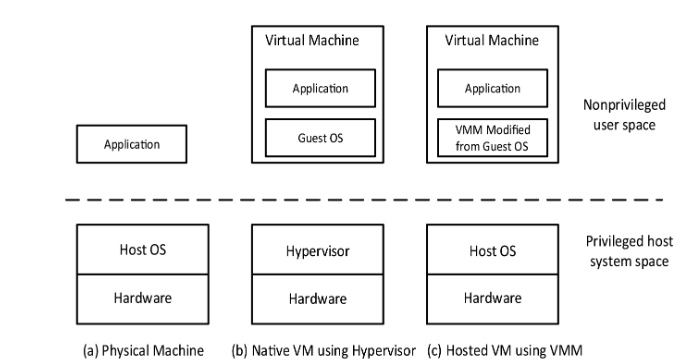 Virtual Machine
Virtual Machine
Application
Application
Nonprivileged
user space
Application
Guest OS
VMM Modified
from Guest OS
Host OS
Hypervisor
Host OS
Privileged host
system space
Hardware
Hardware
Hardware
(a) Physical Machine
(b) Native VM using Hypervisor
(c) Hosted VM using VMM